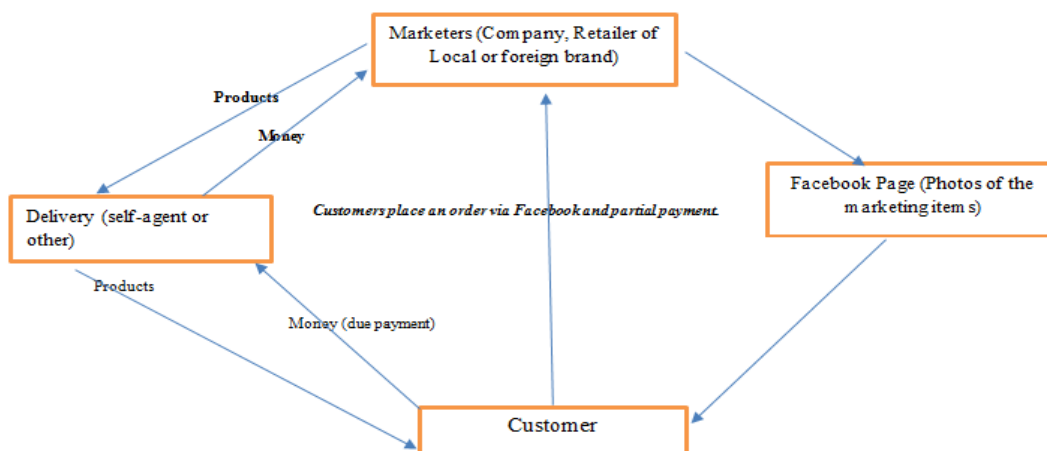 Marketers (Company, Retailer of
Local or foreign brand)
Products
Money
Facebook Page (Photos of the
marketing items)
Delivery (self-agent or
other)
Customers place an order via Facebook and partial payment.
Products
Money (due payment)
Customer